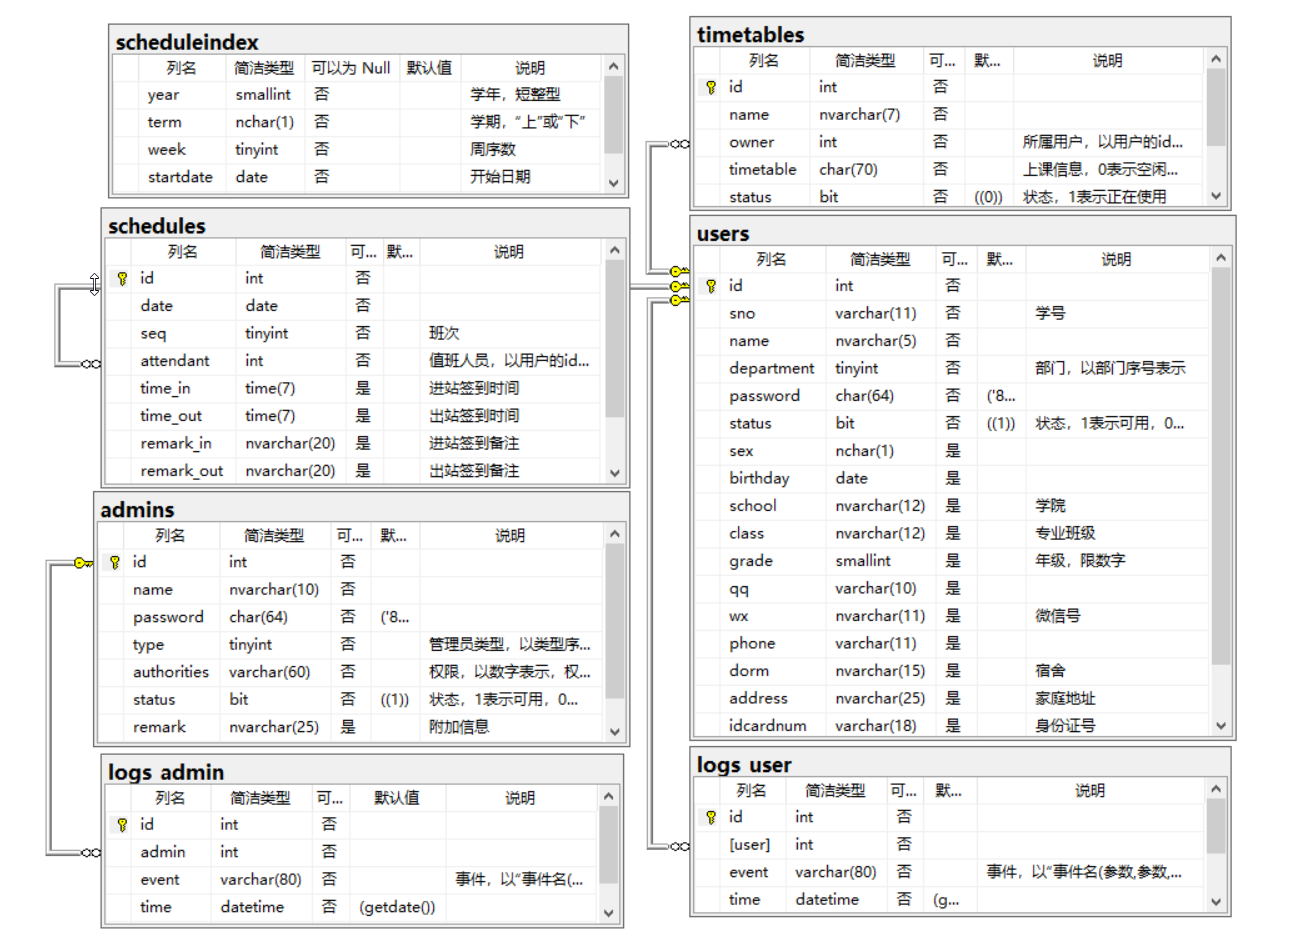 scheduleindex
列名 简洁类型 可以为 Null 默认值 说明
year smallint 否 学年，短整型
term nchar(1) 否 学期，“上”或“下”
week tinyint 否 周序数
startdate date 否 开始日期
schedules
列名 简洁类型 可... 默... 说明
id int 否
date date 否
seq tinyint 否 班次
attendant int 否 值班人员，以用户的id...
time_in time(7) 是 进站签到时间
time_out time(7) 是 出站签到时间
remark_in nvarchar(20) 是 进站签到备注
remark_out nvarchar(20) 是 出站签到备注
admins
列名 简洁类型 可... 默... 说明
id int 否
name nvarchar(10) 否
password char(64) 否 ('8...
type tinyint 否 管理员类型，以类型序...
authorities varchar(60) 否 权限，以数字表示，权...
status bit 否 ((1)) 状态，1表示可用，0...
remark nvarchar(25) 是 附加信息
logs_admin
列名 简洁类型 可... 默认值 说明
id int 否
admin int 否
event varchar(80) 否 事件，以“事件名(...
time datetime 否 (getdate())
timetables
列名 简洁类型 可... 默... 说明
id int 否
name nvarchar(7) 否
owner int 否 所属用户，以用户的id...
timetable char(70) 否 上课信息，0表示空闲...
status bit 否 ((0)) 状态，1表示正在使用
users
列名 简洁类型 可... 默... 说明
id int 否
sno varchar(11) 否 学号
name nvarchar(5) 否
department tinyint 否 部门，以部门序号表示
password char(64) 否 ('8...
status bit 否 ((1)) 状态，1表示可用，0...
sex nchar(1) 是
birthday date 是
school nvarchar(12) 是 学院
class nvarchar(12) 是 专业班级
grade smallint 是 年级，限数字
qq varchar(10) 是
wx nvarchar(11) 是 微信号
phone varchar(11) 是
dorm nvarchar(15) 是 宿舍
address nvarchar(25) 是 家庭地址
idcardnum varchar(18) 是 身份证号
logs_user
列名 简洁类型 可... 默... 说明
id int 否
[user] int 否
event varchar(80) 否 事件，以“事件名(参数,参数,...
time datetime 否 (g...